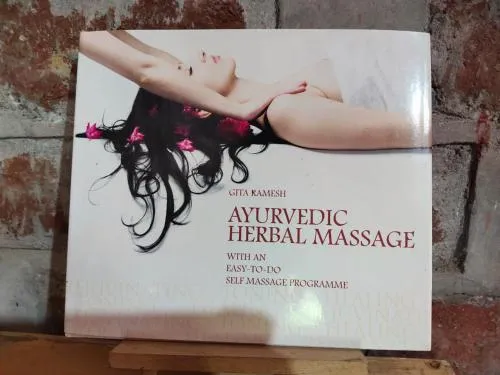 GITA RAMESH
AYURVEDIC
HERBAL MASSAGE
WITH AN
EASY-TO-DO
SELF MASSAGE PROGRAMME